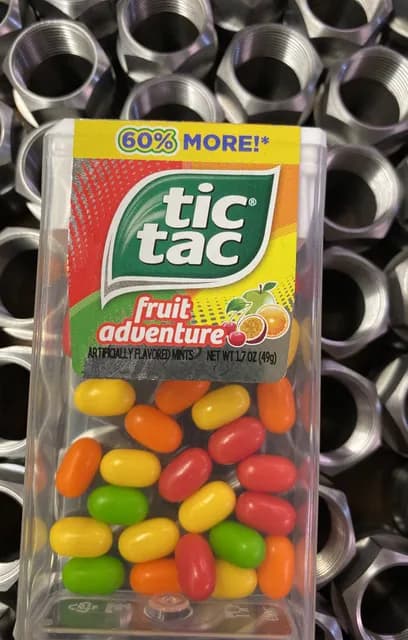 60% MORE!*
tic®
tac
fruit
adventure
ARTIFICIALLY FLAVORED MINTS NET WT 1.7 OZ (49g)